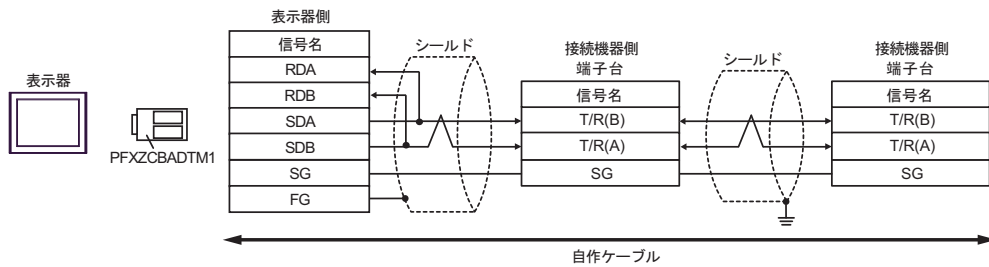 表示器
PFXZCBADTM1
表示器側
信号名
RDA
RDB
SDA
SDB
SG
FG
シールド
接続機器側
端子台
信号名
T/R(B)
T/R(A)
SG
シールド
接続機器側
端子台
信号名
T/R(B)
T/R(A)
SG
自作ケーブル